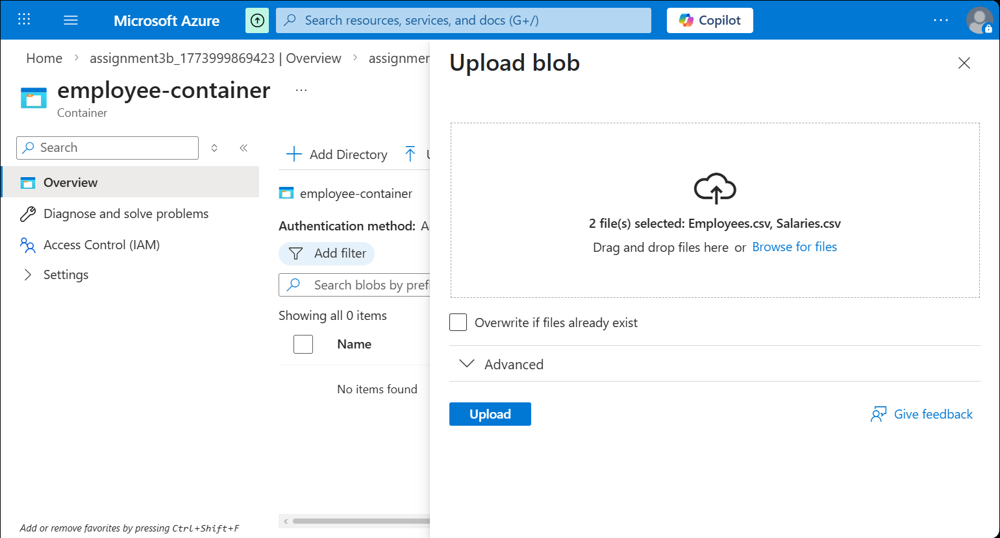 Microsoft Azure
Search resources, services, and docs (G+/)
Copilot
Home > assignment3b_1773999869423 | Overview > assignmer
employee-container
Container
Search
Overview
Diagnose and solve problems
Access Control (IAM)
Settings
Add or remove favorites by pressing Ctrl+Shift+F
Add Directory
employee-container
Authentication method:
Add filter
Search blobs by pref
Showing all 0 items
Name
No items found
Upload blob
2 file(s) selected: Employees.csv, Salaries.csv
Drag and drop files here or Browse for files
Overwrite if files already exist
Advanced
Upload
Give feedback